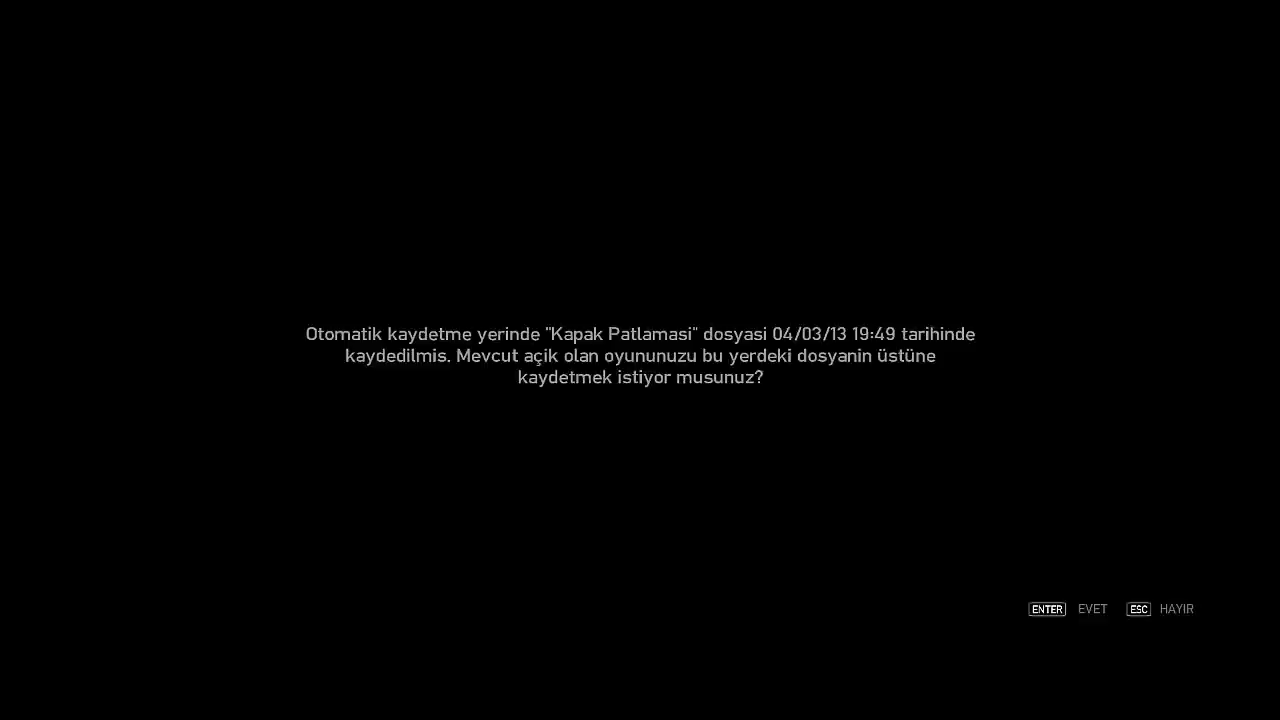 Otomatik kaydetme yerinde "Kapak Patlamasi" dosyasi 04/03/13 19:49 tarihinde
kaydedilmis. Mevcut açik olan oyununuzu bu yerdeki dosyanin üstüne
kaydetmek istiyor musunuz?
ENTER EVET ESC HAYIR